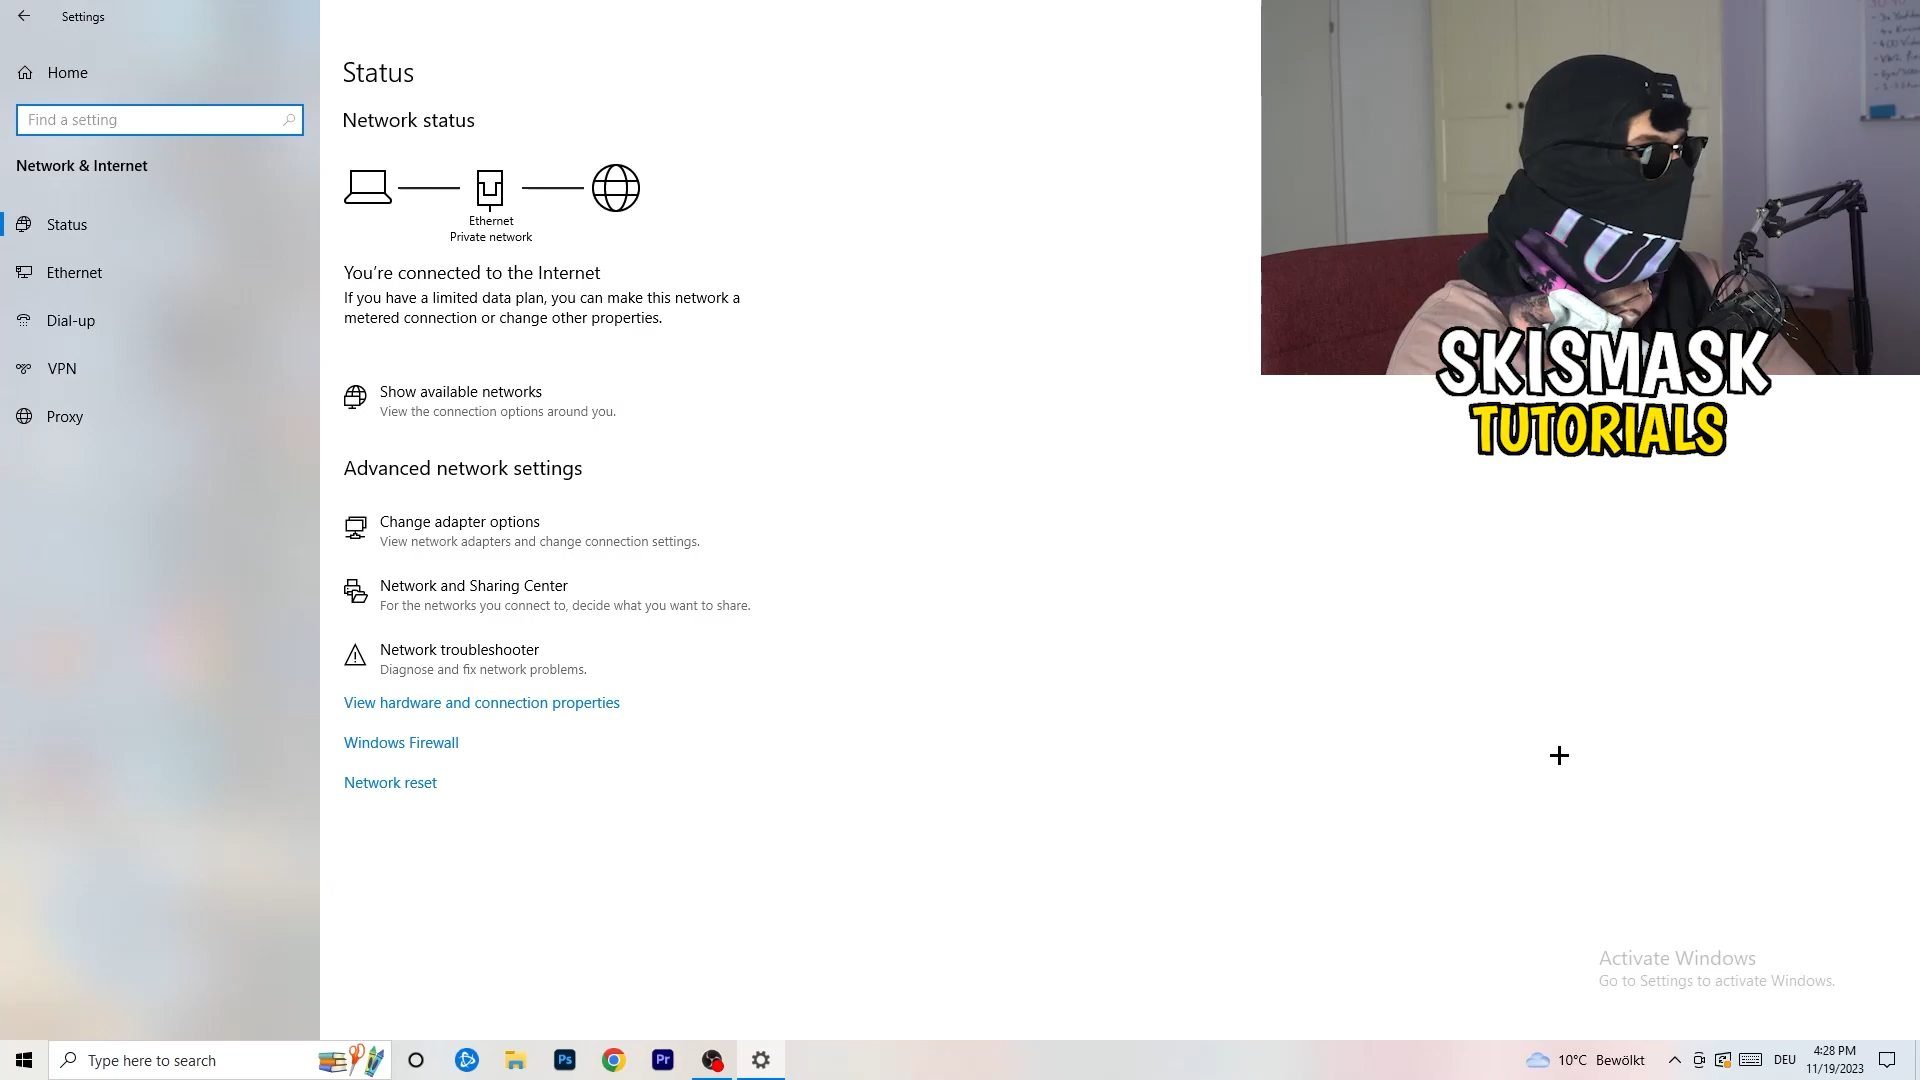 Settings
Home
Find a setting
Network & Internet
Status
Ethernet
Dial-up
VPN
Proxy
Status
Network status
Ethernet
Private network
You're connected to the Internet
If you have a limited data plan, you can make this network a
metered connection or change other properties.
Show available networks
View the connection options around you.
Advanced network settings
Change adapter options
View network adapters and change connection settings.
Network and Sharing Center
For the networks you connect to, decide what you want to share.
Network troubleshooter
Diagnose and fix network problems.
View hardware and connection properties
Windows Firewall
Network reset
SKISMASK
TUTORIALS
Activate Windows
Go to Settings to activate Windows.
Type here to search
Ps
Pr
10°C Bewölkt
DEU
4:28 PM
11/19/2023